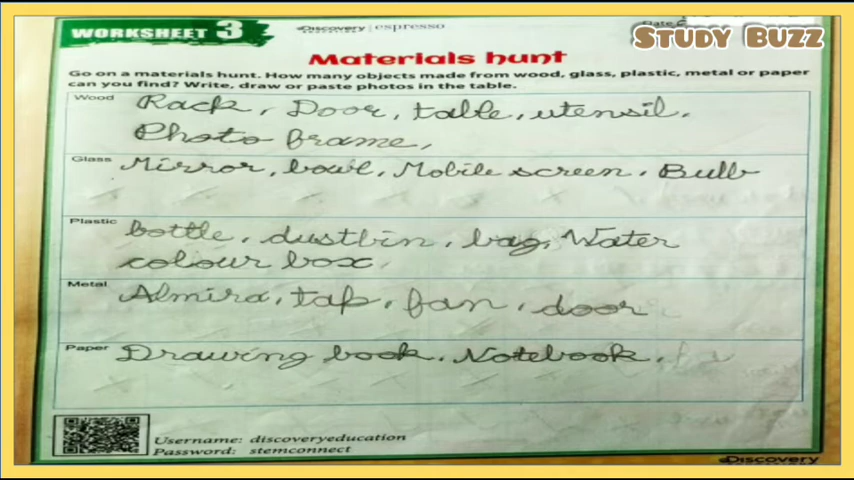 WORKSHEET 3
Discovery EDUCATION | espresso
STUDY BUZZ
Materials hunt
Go on a materials hunt. How many objects made from wood, glass, plastic, metal or paper
can you find? Write, draw or paste photos in the table.
Wood Rack, Door, table, utensil,
Photo frame,
Glass Mirror, bowl, Mobile screen, Bulb
Plastic bottle, dustbin, bag, Water
colour box,
Metal Almira, tap, fan, door
Paper Drawing book, Notebook,
Username: discoveryeducation
Password: stemconnect
Discovery